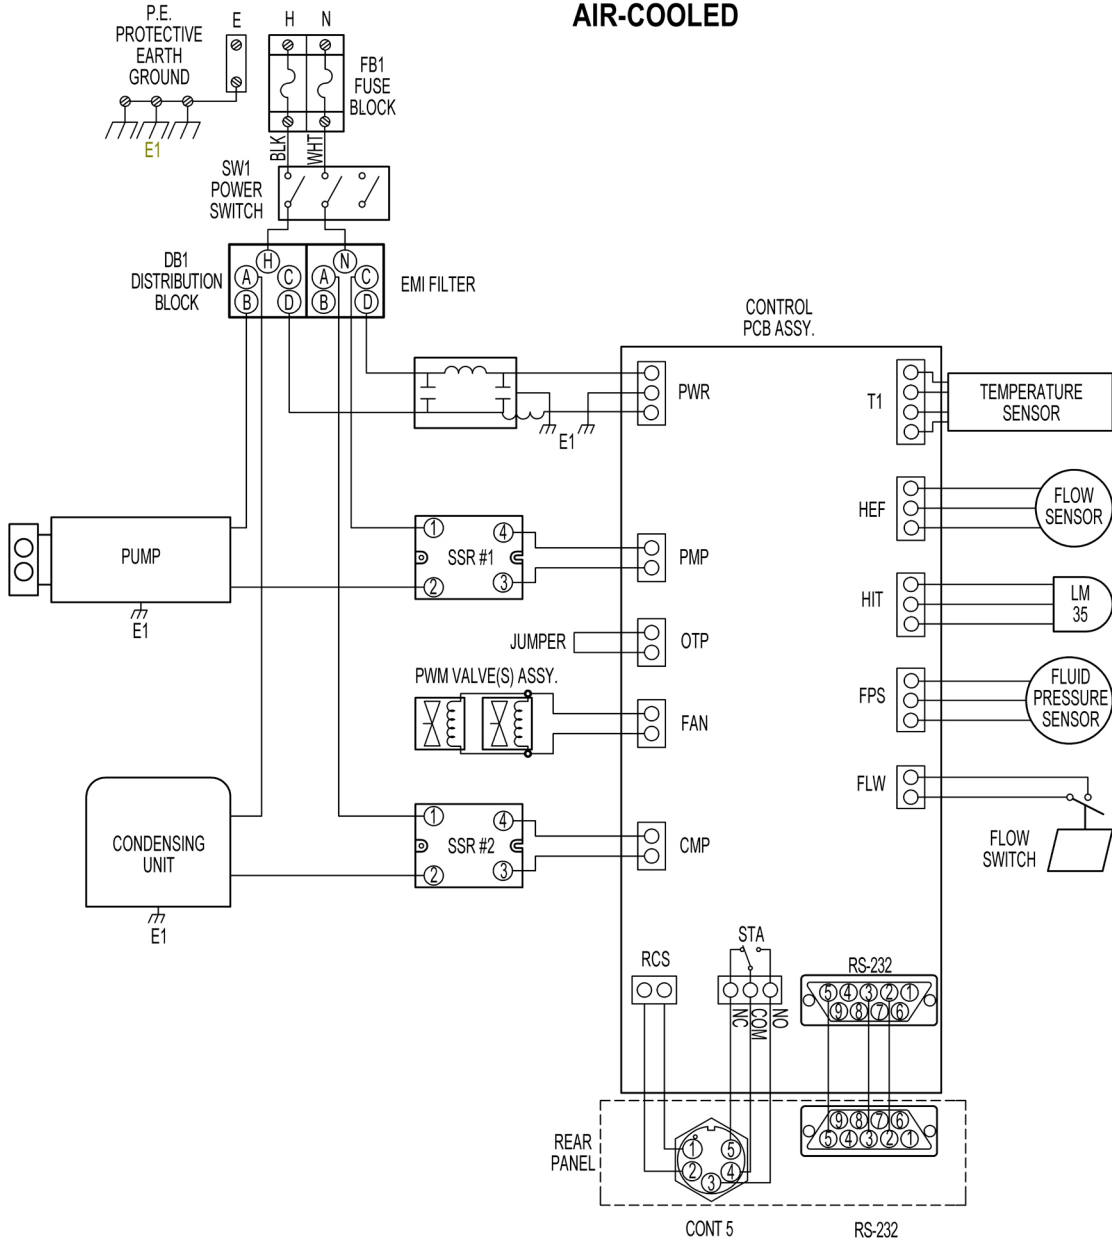 AIR-COOLED
P.E.
PROTECTIVE
EARTH
GROUND
E
H
N
FB1
FUSE
BLOCK
E1
BLK
WHT
SW1
POWER
SWITCH
DB1
DISTRIBUTION
BLOCK
H
A
C
B
D
N
A
C
B
D
EMI FILTER
CONTROL
PCB ASSY.
PWR
E1
T1
TEMPERATURE
SENSOR
HEF
FLOW
SENSOR
PUMP
E1
1
4
SSR #1
2
3
PMP
HIT
LM
35
JUMPER
OTP
PWM VALVE(S) ASSY.
FAN
FPS
FLUID
PRESSURE
SENSOR
FLW
FLOW
SWITCH
CONDENSING
UNIT
E1
1
4
SSR #2
2
3
CMP
RCS
STA
NC
COM
NO
RS-232
5 4 3 2 1
9 8 7 6
REAR
PANEL
1
5
2
4
3
9 8 7 6
5 4 3 2 1
CONT 5
RS-232